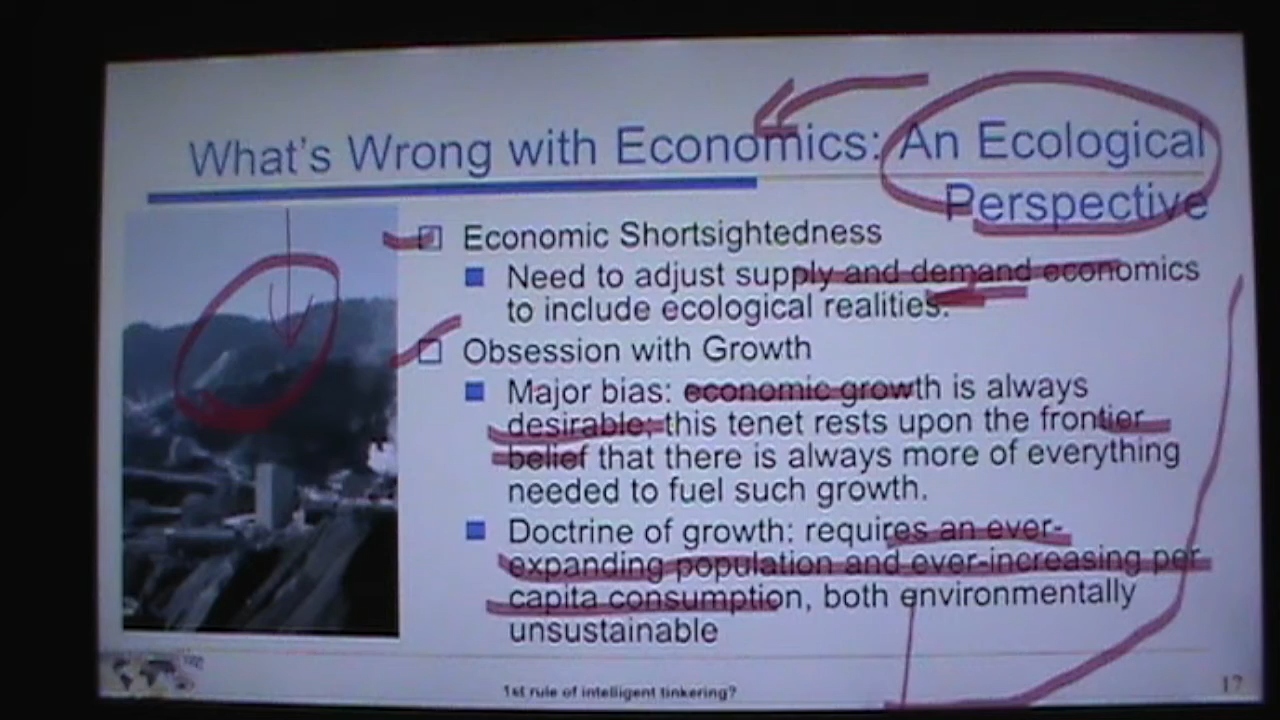 What's Wrong with Economics: An Ecological
Perspective
Economic Shortsightedness
Need to adjust supply and demand economics
to include ecological realities.
Obsession with Growth
Major bias: economic growth is always
desirable; this tenet rests upon the frontier
belief that there is always more of everything
needed to fuel such growth.
Doctrine of growth: requires an ever-
expanding population and ever-increasing per
capita consumption, both environmentally
unsustainable
1st rule of intelligent tinkering?
17